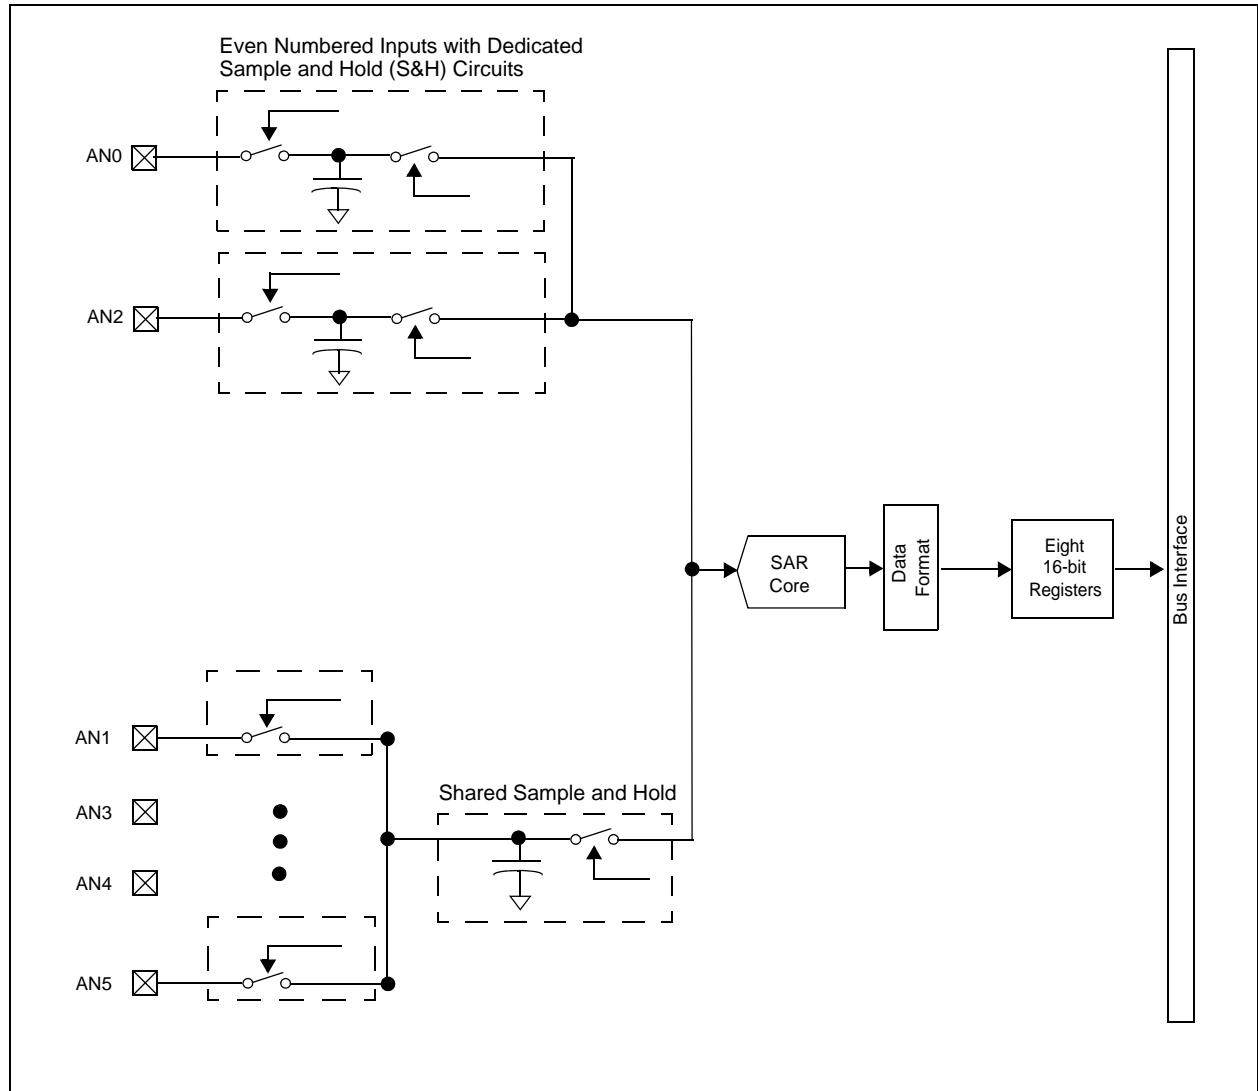 Even Numbered Inputs with Dedicated
Sample and Hold (S&H) Circuits
AN0
AN2
SAR
Core
Data
Format
Eight
16-bit
Registers
Bus Interface
AN1
AN3
Shared Sample and Hold
AN4
AN5